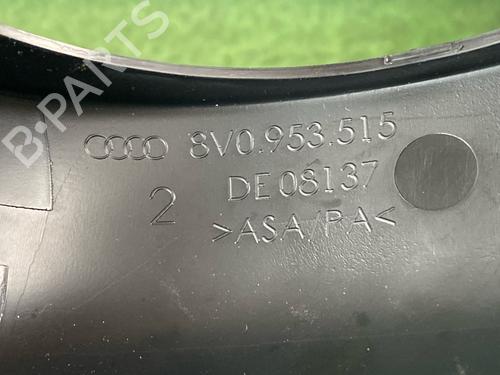 B-PARTS
8V0.953.515
2 DE 08137
>ASA/PA<